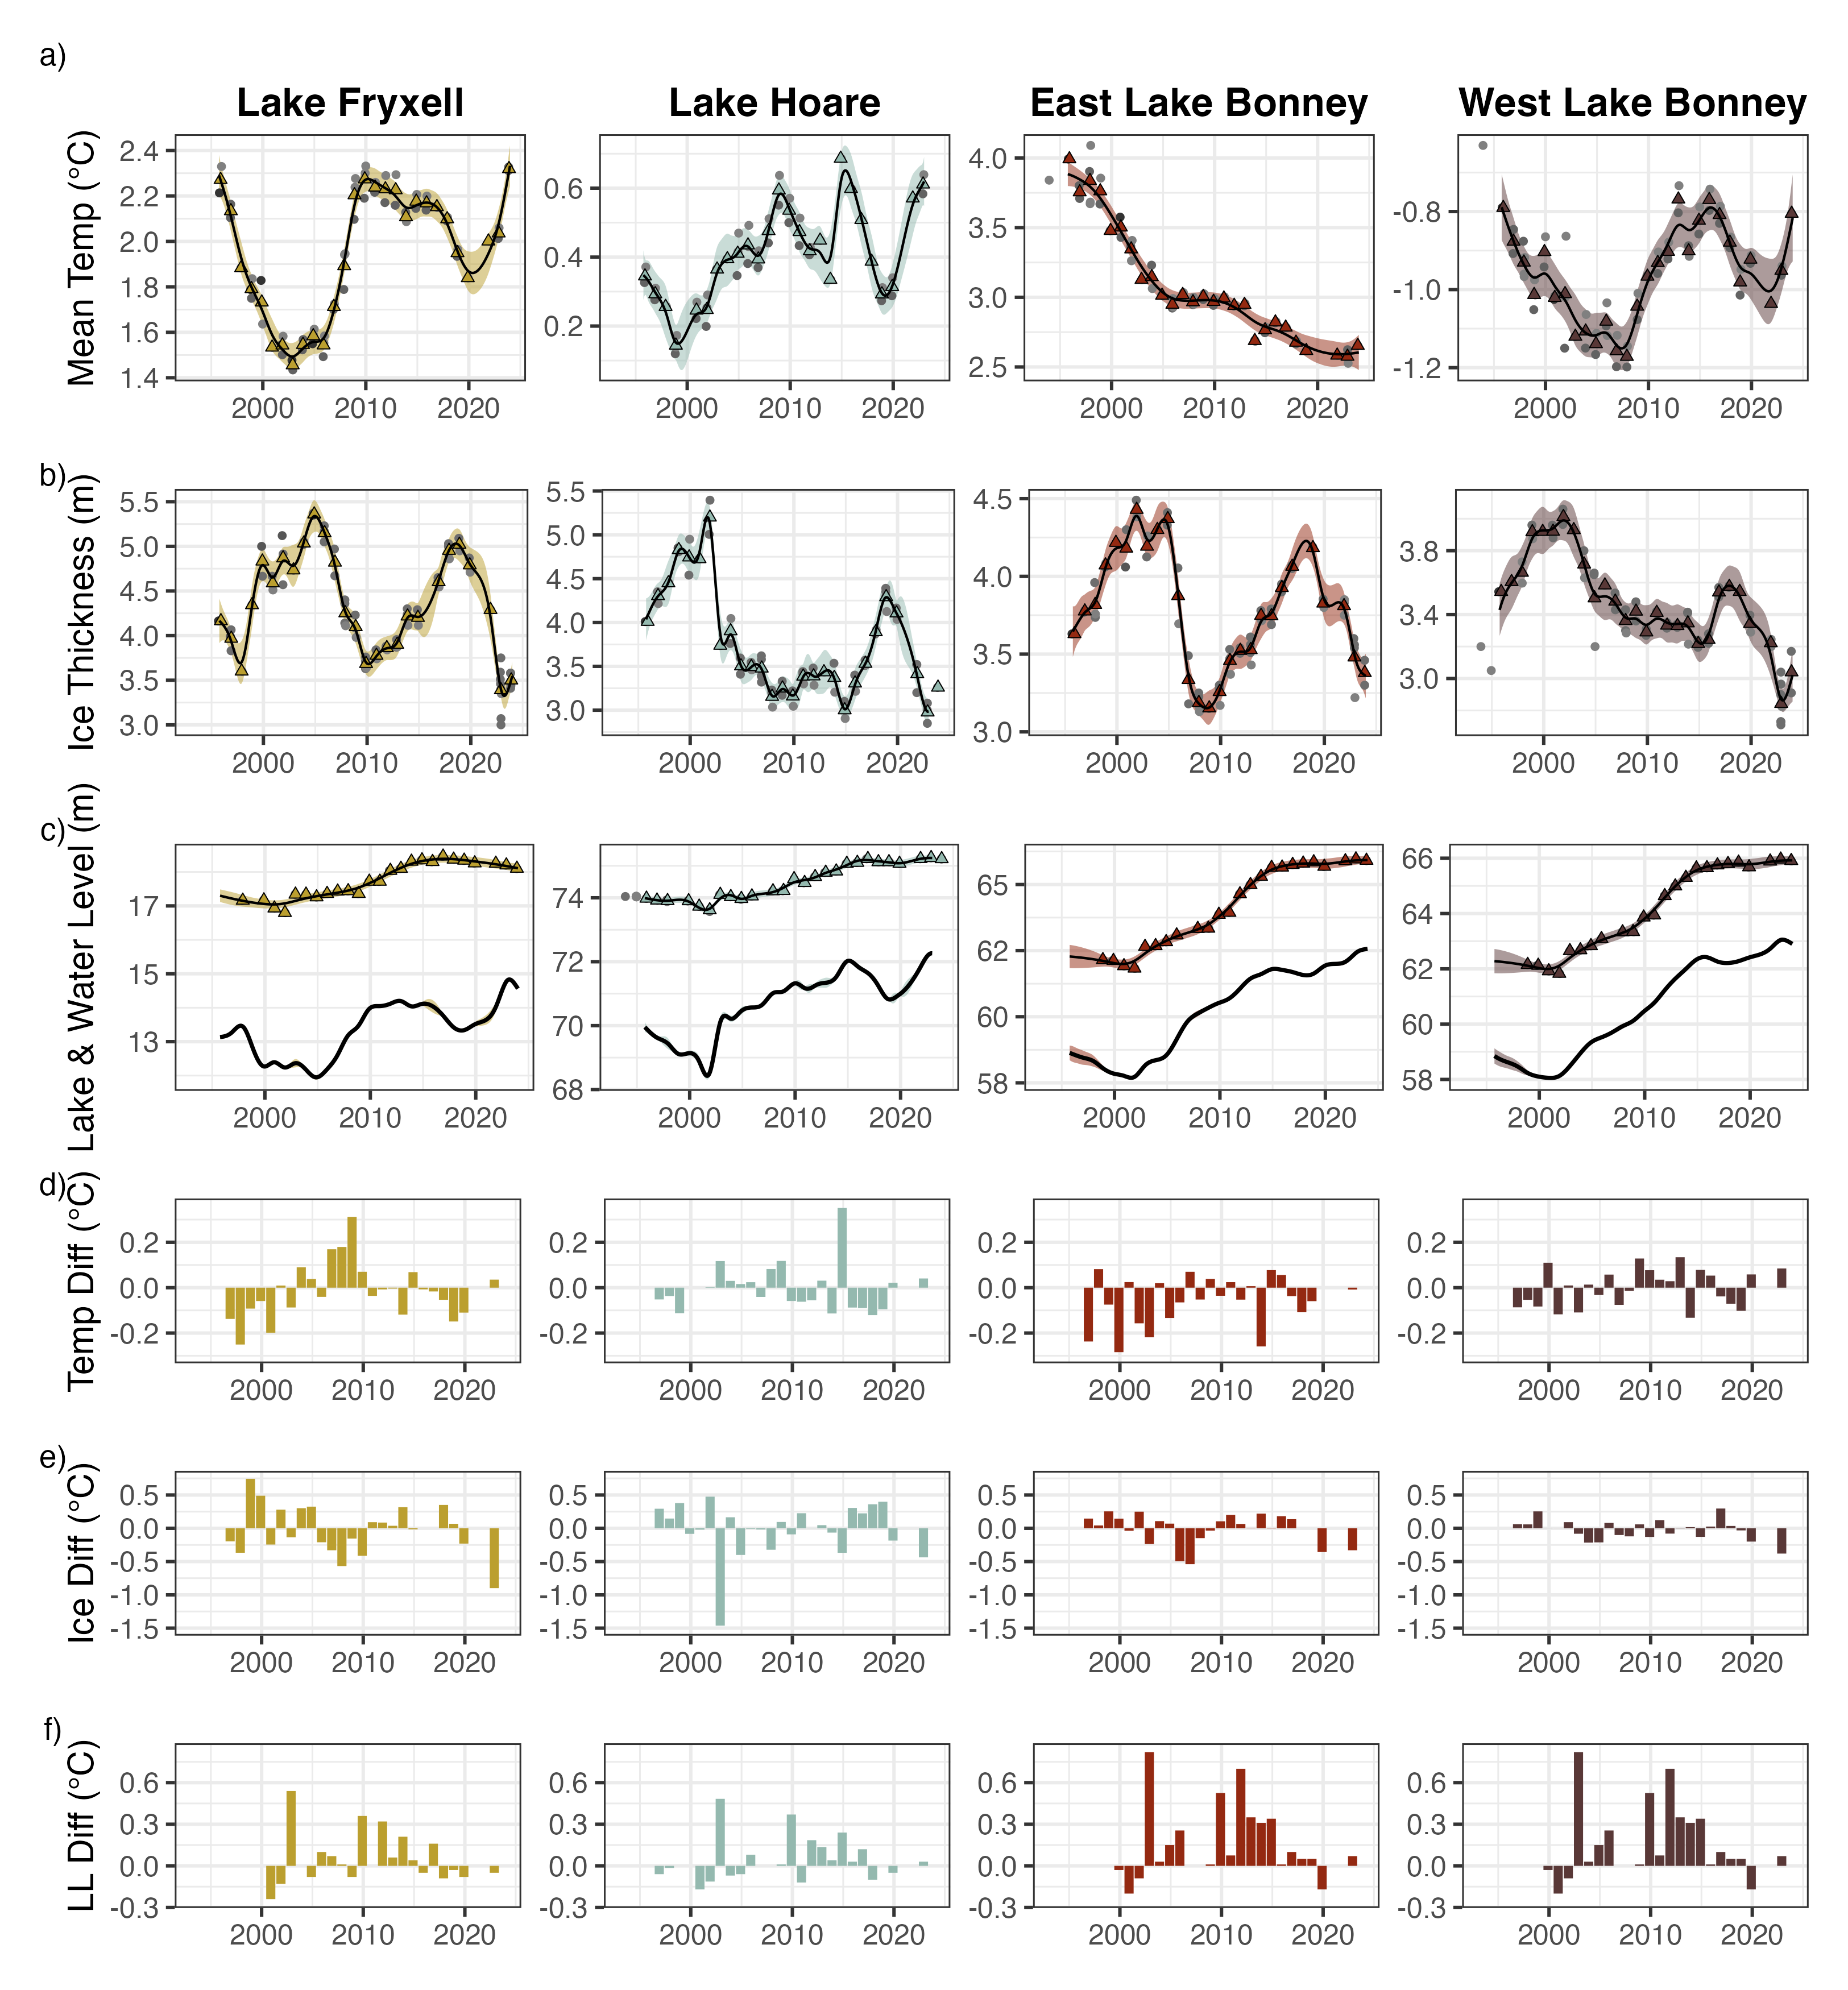 a)
Lake Fryxell Lake Hoare East Lake Bonney West Lake Bonney
Mean Temp (°C)
2.4
2.2
2.0
1.8
1.6
1.4
2000 2010 2020
0.6
0.4
0.2
2000 2010 2020
4.0
3.5
3.0
2.5
2000 2010 2020
-0.8
-1.0
-1.2
2000 2010 2020
b)
Ice Thickness (m)
5.5
5.0
4.5
4.0
3.5
3.0
2000 2010 2020
5.5
5.0
4.5
4.0
3.5
3.0
2000 2010 2020
4.5
4.0
3.5
3.0
2000 2010 2020
3.8
3.4
3.0
2000 2010 2020
c)
Lake & Water Level (m)
17
15
13
2000 2010 2020
74
72
70
68
2000 2010 2020
65
62
60
58
2000 2010 2020
66
64
62
60
58
2000 2010 2020
d)
Temp Diff (°C)
0.2
0.0
-0.2
2000 2010 2020
0.2
0.0
-0.2
2000 2010 2020
0.2
0.0
-0.2
2000 2010 2020
0.2
0.0
-0.2
2000 2010 2020
e)
Ice Diff (°C)
0.5
0.0
-0.5
-1.0
-1.5
2000 2010 2020
0.5
0.0
-0.5
-1.0
-1.5
2000 2010 2020
0.5
0.0
-0.5
-1.0
-1.5
2000 2010 2020
0.5
0.0
-0.5
-1.0
-1.5
2000 2010 2020
f)
LL Diff (°C)
0.6
0.3
0.0
-0.3
2000 2010 2020
0.6
0.3
0.0
-0.3
2000 2010 2020
0.6
0.3
0.0
-0.3
2000 2010 2020
0.6
0.3
0.0
-0.3
2000 2010 2020